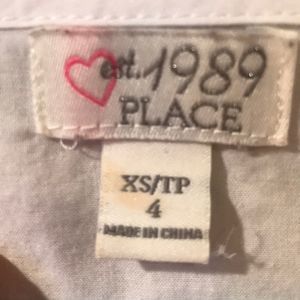 est. 1989
PLACE
XS/TP
4
MADE IN CHINA